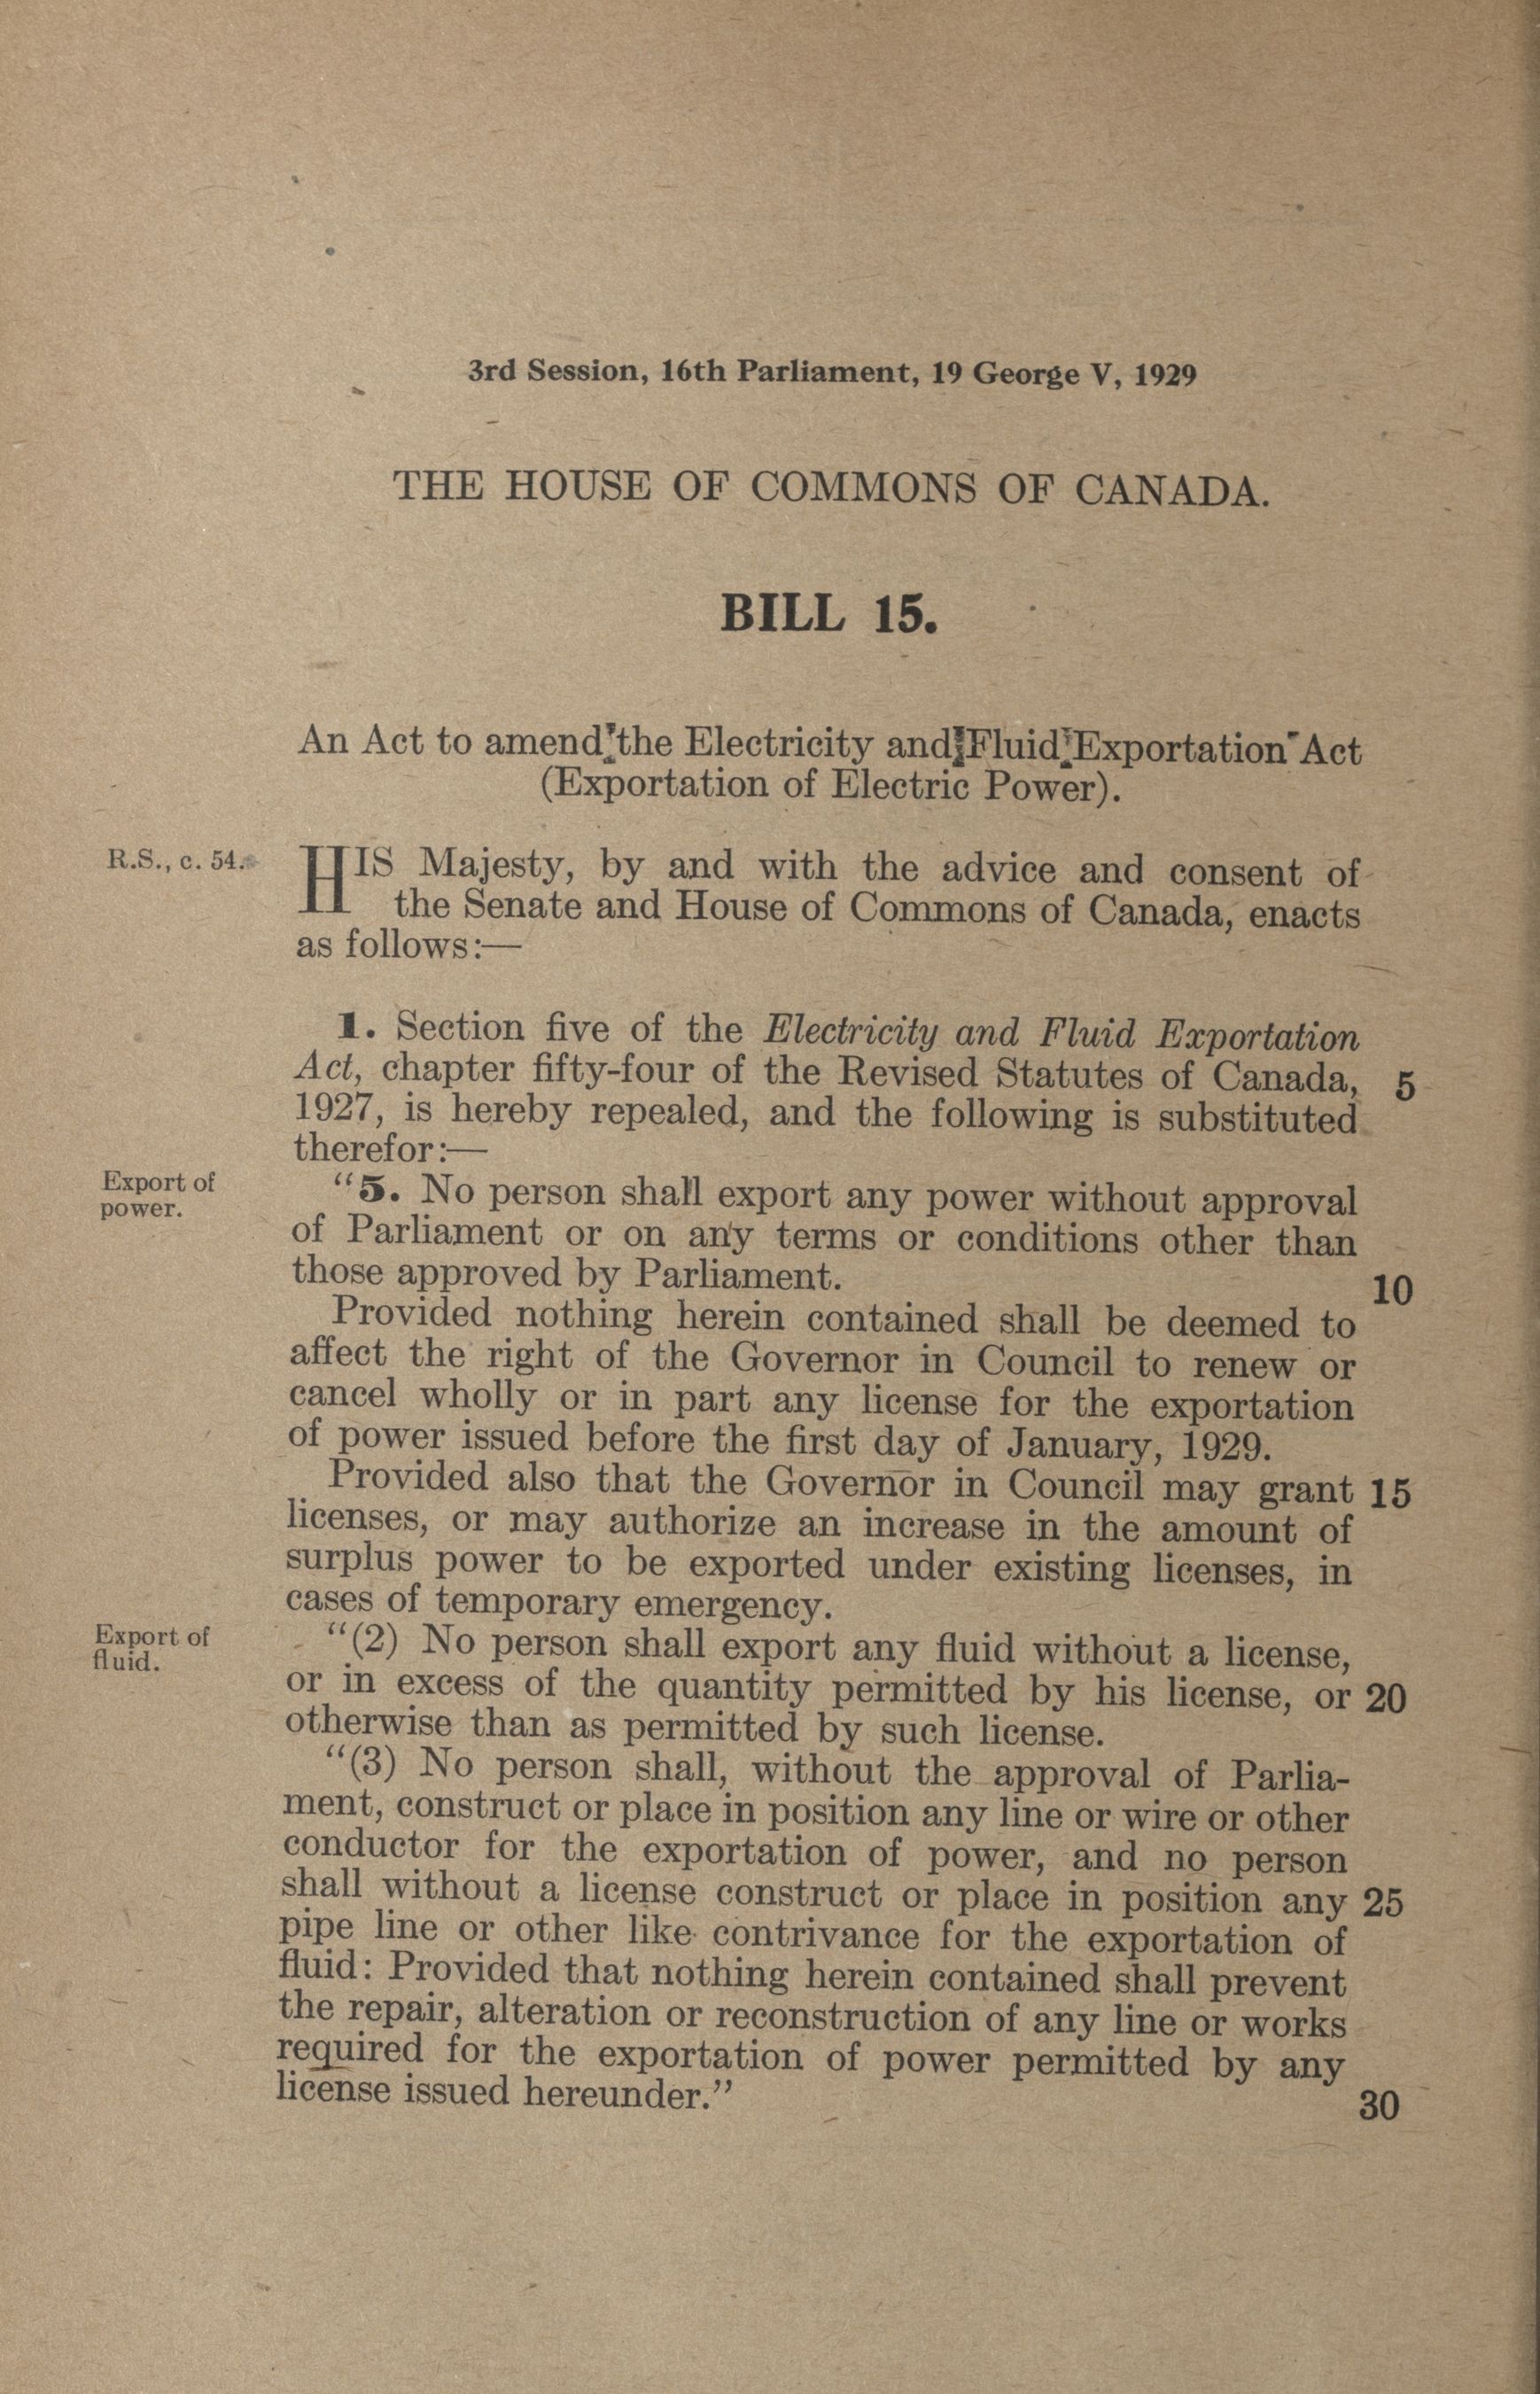 3rd Session, 16th Parliament, 19 George V, 1929
THE HOUSE OF COMMONS OF CANADA.
BILL 15.
An Act to amend the Electricity and Fluid Exportation Act
(Exportation of Electric Power).
R.S., c. 54.
HIS Majesty, by and with the advice and consent of
the Senate and House of Commons of Canada, enacts
as follows:—
1. Section five of the Electricity and Fluid Exportation
Act, chapter fifty-four of the Revised Statutes of Canada, 5
1927, is hereby repealed, and the following is substituted
therefor:—
Export of
power.
"5. No person shall export any power without approval
of Parliament or on any terms or conditions other than
those approved by Parliament. 10
Provided nothing herein contained shall be deemed to
affect the right of the Governor in Council to renew or
cancel wholly or in part any license for the exportation
of power issued before the first day of January, 1929.
Provided also that the Governor in Council may grant 15
licenses, or may authorize an increase in the amount of
surplus power to be exported under existing licenses, in
cases of temporary emergency.
Export of
fluid.
"(2) No person shall export any fluid without a license,
or in excess of the quantity permitted by his license, or 20
otherwise than as permitted by such license.
"(3) No person shall, without the approval of Parlia-
ment, construct or place in position any line or wire or other
conductor for the exportation of power, and no person
shall without a license construct or place in position any 25
pipe line or other like contrivance for the exportation of
fluid: Provided that nothing herein contained shall prevent
the repair, alteration or reconstruction of any line or works
required for the exportation of power permitted by any
license issued hereunder." 30